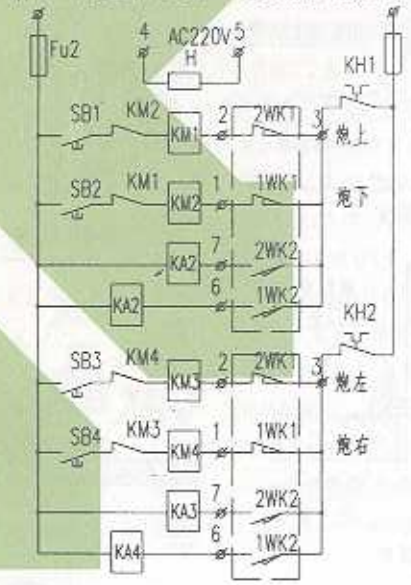 4 AC220V 5
Fu2 H KH1
SB1 KM2 KM1 2 2WK1 3 炮上
SB2 KM1 KM2 1 1WK1 炮下
KA2 7 2WK2
KA2 6 1WK2
KH2
SB3 KM4 KM3 2 2WK1 3 炮左
SB4 KM3 KM4 1 1WK1 炮右
KA3 7 2WK2
KA4 6 1WK2